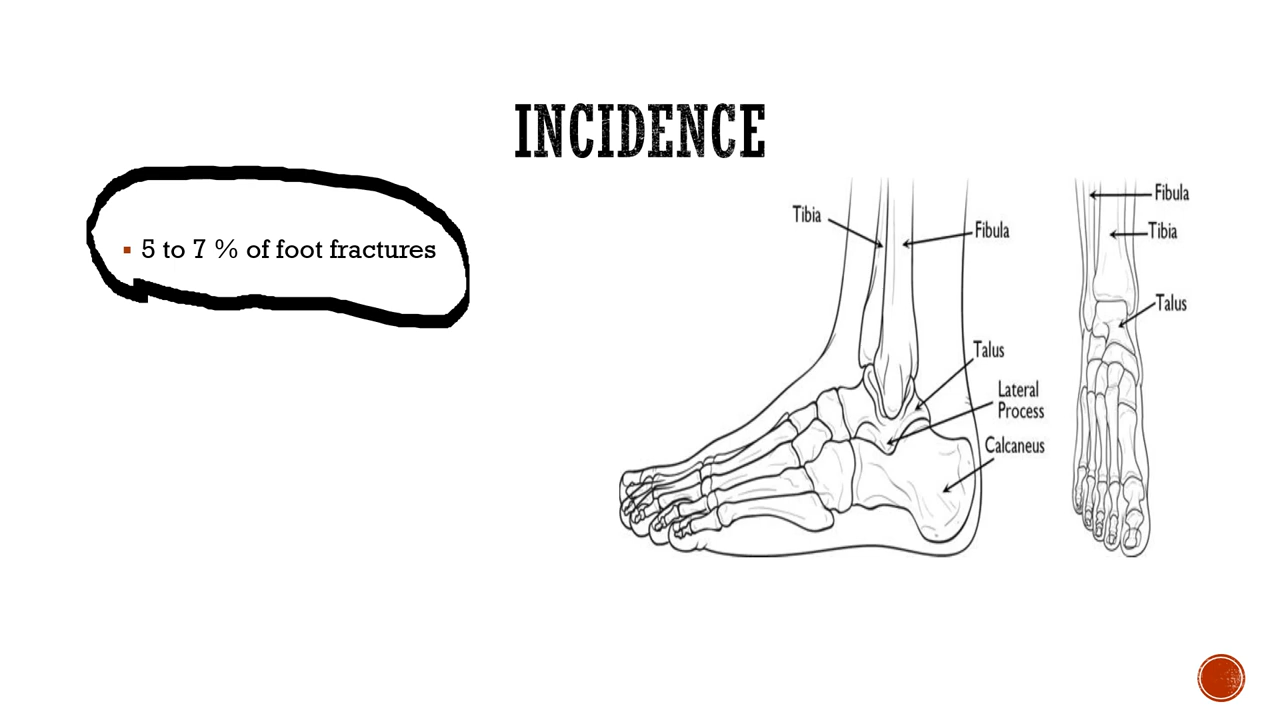 INCIDENCE
5 to 7 % of foot fractures
Tibia
Fibula
Talus
Lateral
Process
Calcaneus
Fibula
Tibia
Talus